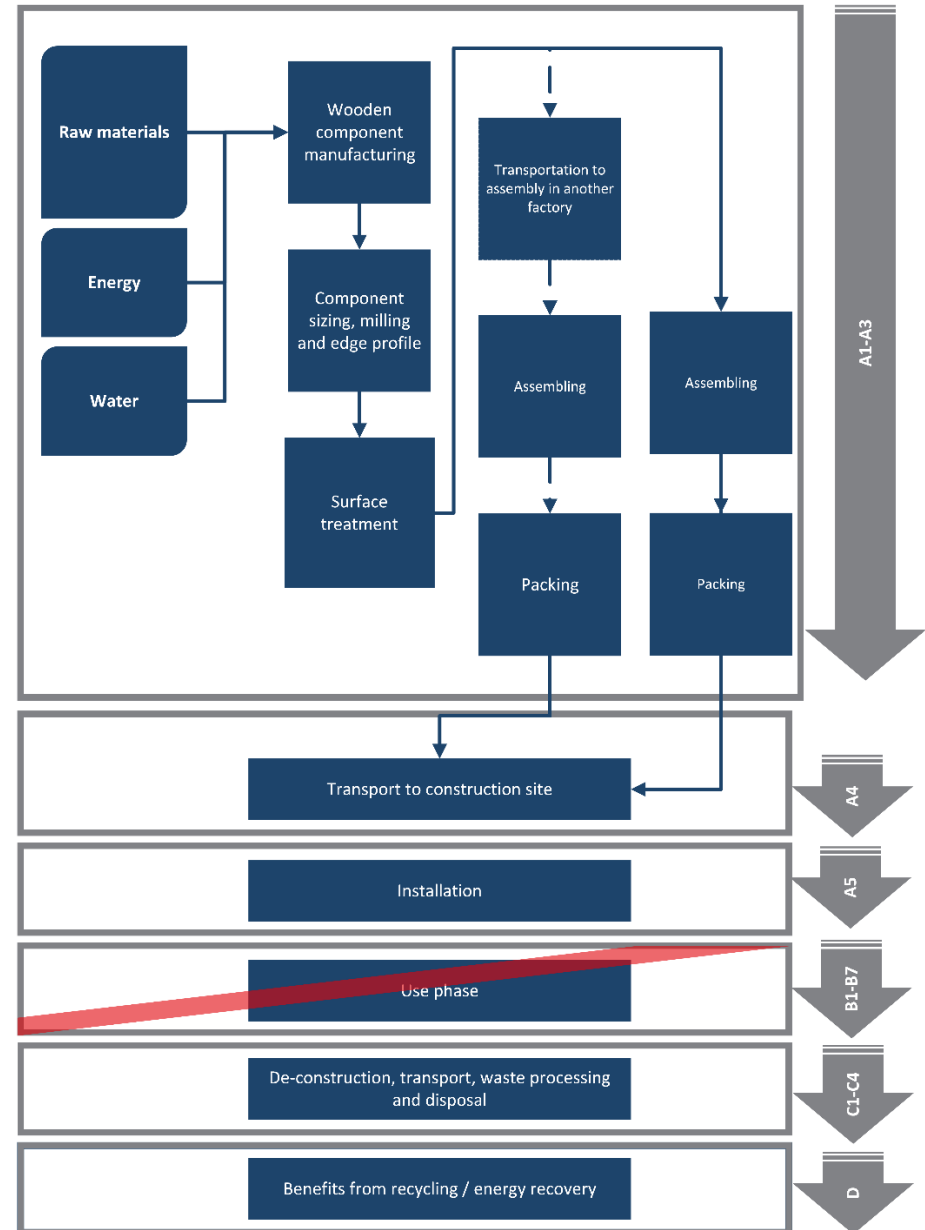 Raw materials
Energy
Water
Wooden
component
manufacturing
Component
sizing, milling
and edge profile
Surface
treatment
Transportation to
assembly in another
factory
Assembling
Packing
Assembling
Packing
A1-A3
Transport to construction site
A4
Installation
A5
Use phase
B1-B7
De-construction, transport, waste processing
and disposal
C1-C4
Benefits from recycling / energy recovery
D